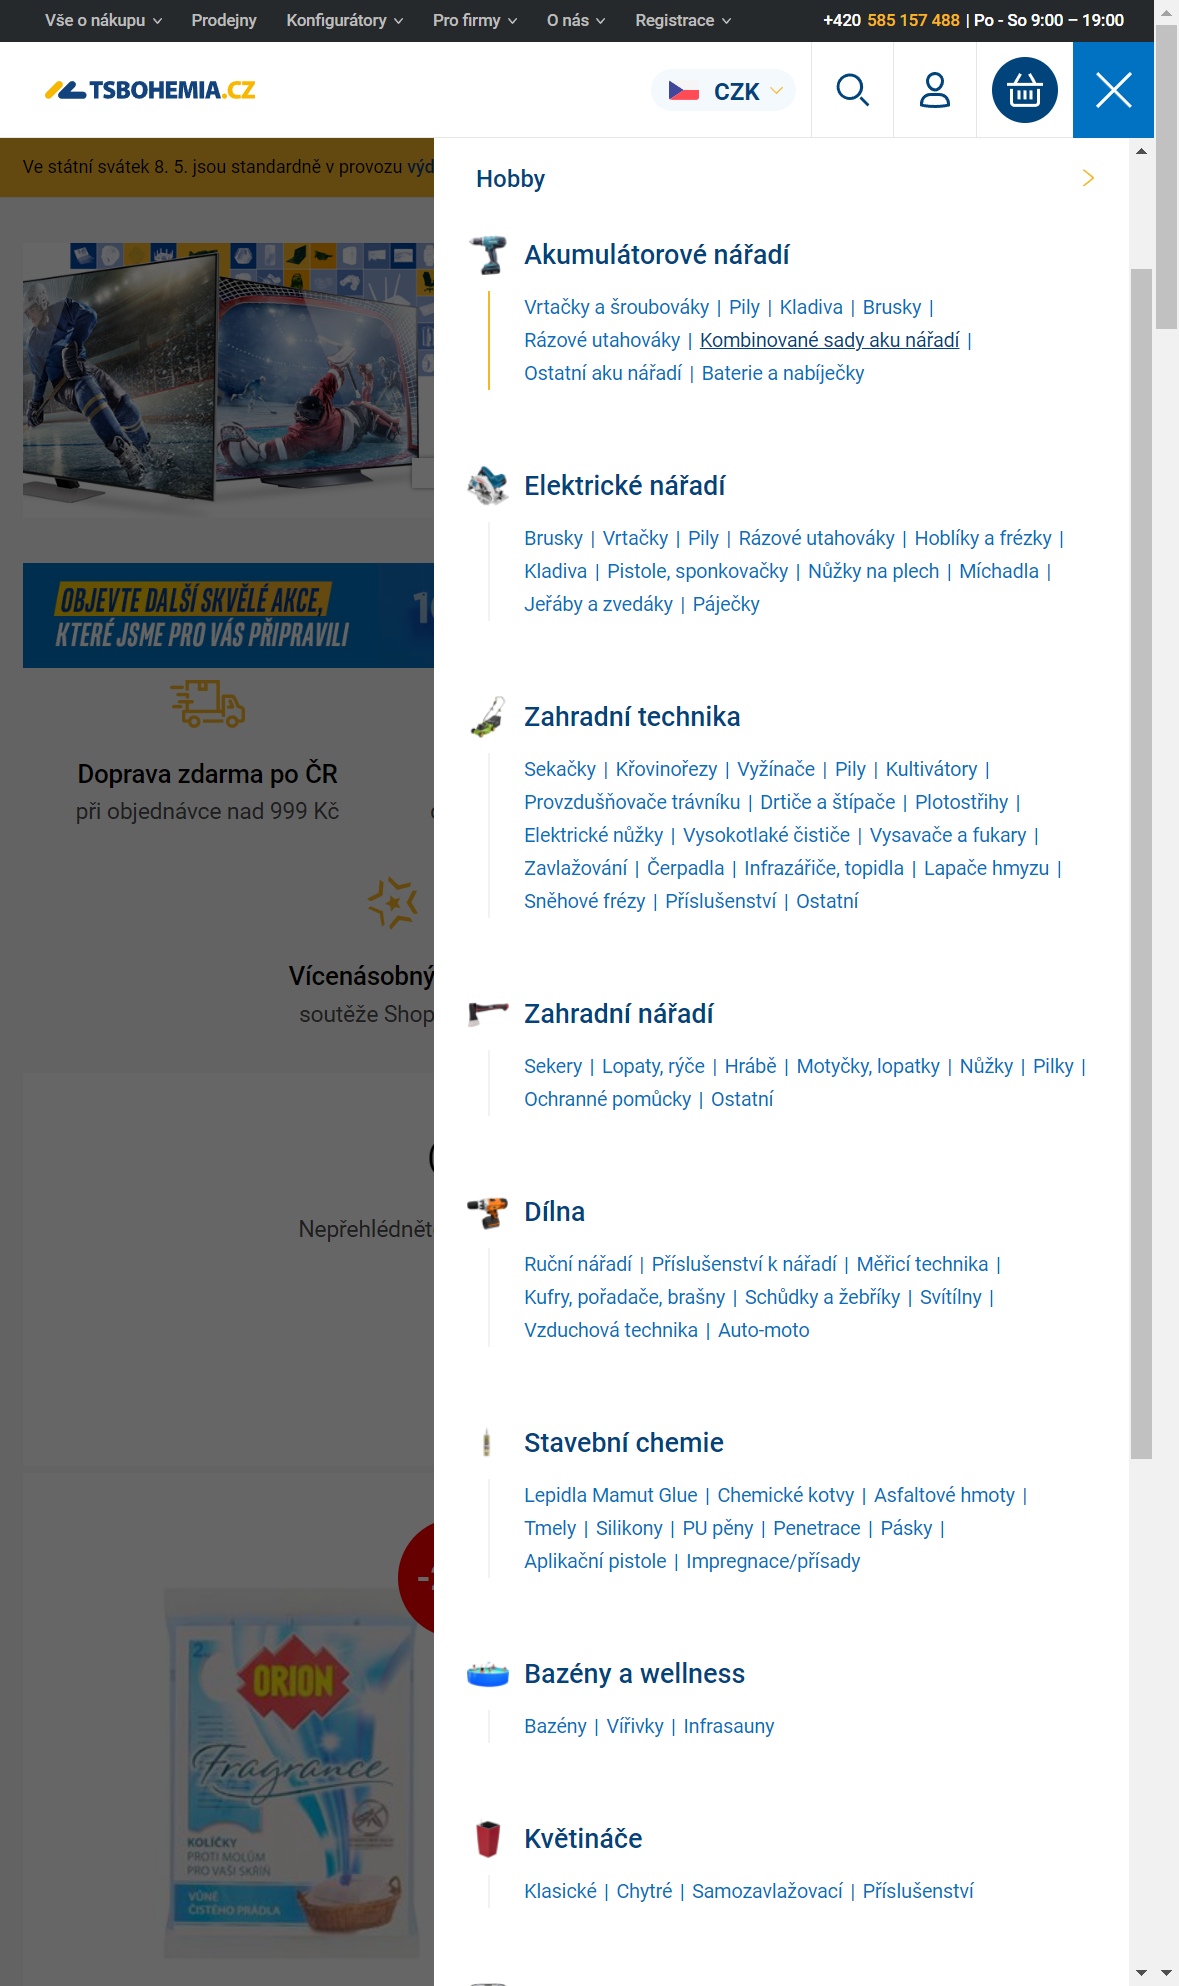 Vše o nákupu Prodejny Konfigurátory Pro firmy O nás Registrace +420 585 157 488 | Po - So 9:00 – 19:00
TSBOHEMIA.CZ CZK
Ve státní svátek 8. 5. jsou standardně v provozu výd
Hobby
Akumulátorové nářadí
Vrtačky a šroubováky | Pily | Kladiva | Brusky |
Rázové utahováky | Kombinované sady aku nářadí |
Ostatní aku nářadí | Baterie a nabíječky
Elektrické nářadí
Brusky | Vrtačky | Pily | Rázové utahováky | Hoblíky a frézky |
Kladiva | Pistole, sponkovačky | Nůžky na plech | Míchadla |
Jeřáby a zvedáky | Páječky
OBJEVTE DALŠÍ SKVĚLÉ AKCE,
KTERÉ JSME PRO VÁS PŘIPRAVILI
Zahradní technika
Sekačky | Křovinořezy | Vyžínače | Pily | Kultivátory |
Provzdušňovače trávníku | Drtiče a štípače | Plotostřihy |
Elektrické nůžky | Vysokotlaké čističe | Vysavače a fukary |
Zavlažování | Čerpadla | Infrazářiče, topidla | Lapače hmyzu |
Sněhové frézy | Příslušenství | Ostatní
Doprava zdarma po ČR
při objednávce nad 999 Kč
Vícenásobný
soutěže Shop
Zahradní nářadí
Sekery | Lopaty, rýče | Hrábě | Motyčky, lopatky | Nůžky | Pilky |
Ochranné pomůcky | Ostatní
Nepřehlédnět
Dílna
Ruční nářadí | Příslušenství k nářadí | Měřicí technika |
Kufry, pořadače, brašny | Schůdky a žebříky | Svítilny |
Vzduchová technika | Auto-moto
Stavební chemie
Lepidla Mamut Glue | Chemické kotvy | Asfaltové hmoty |
Tmely | Silikony | PU pěny | Penetrace | Pásky |
Aplikační pistole | Impregnace/přísady
Bazény a wellness
Bazény | Vířivky | Infrasauny
Květináče
Klasické | Chytré | Samozavlažovací | Příslušenství
ORION
Fragrance
KOLÍČKY
PROTI MOLŮM
PRO VAŠI SKŘÍŇ
VŮNĚ
ČISTÉHO PRÁDLA